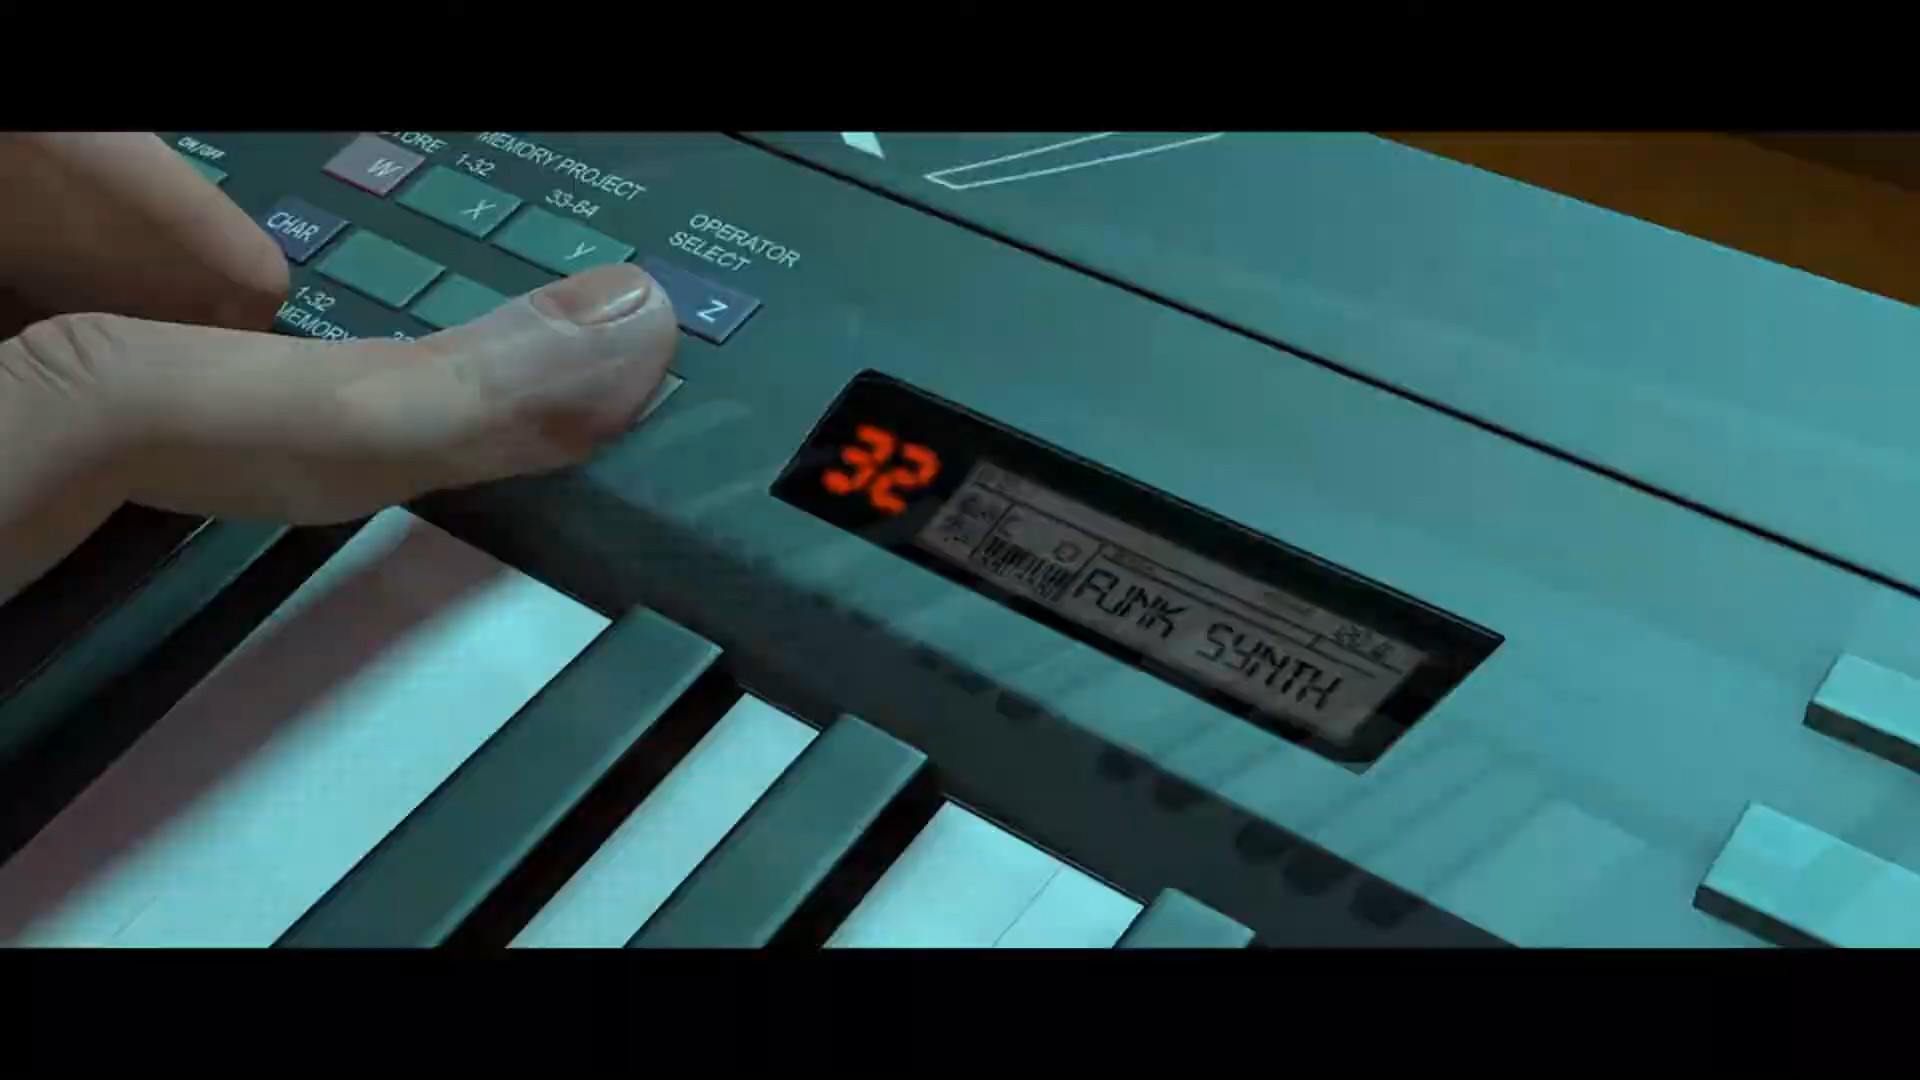 ON/OFF
STORE
W
MEMORY PROJECT
1-32
X
33-64
Y
OPERATOR
SELECT
Z
CHAR
1-32
MEMORY
32
FUNK SYNTH